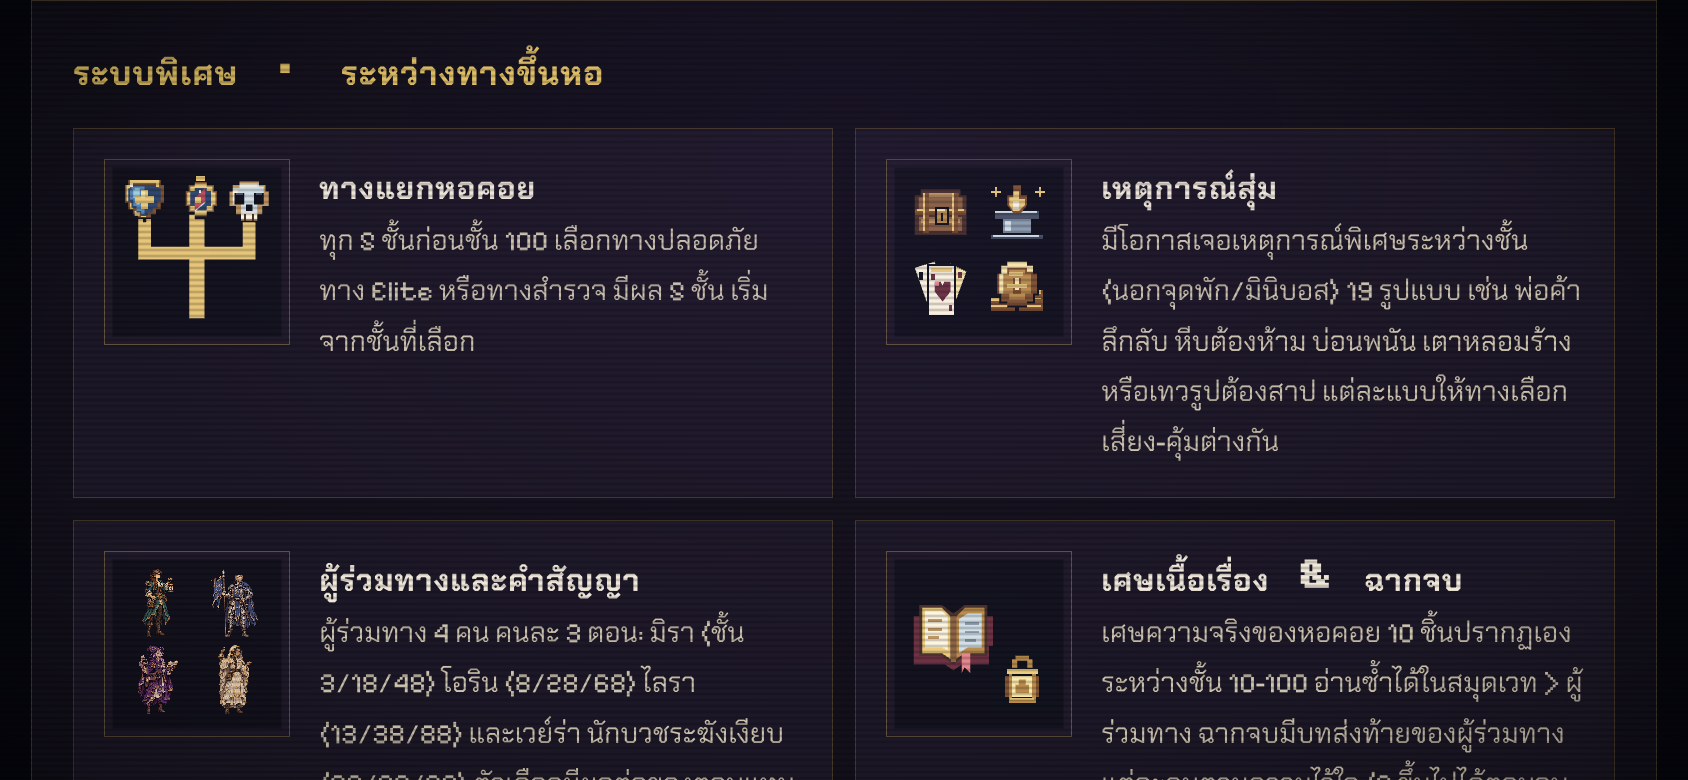 ระบบพิเศษ · ระหว่างทางขึ้นหอ
ทางแยกหอคอย
ทุก 5 ชั้นก่อนชั้น 100 เลือกทางปลอดภัย
ทาง Elite หรือทางสำรวจ มีผล 5 ชั้น เริ่ม
จากชั้นที่เลือก
เหตุการณ์สุ่ม
มีโอกาสเจอเหตุการณ์พิเศษระหว่างชั้น
(นอกจุดพัก/มินิบอส) 19 รูปแบบ เช่น พ่อค้า
ลึกลับ หีบต้องห้าม บ่อนพนัน เตาหลอมร้าง
หรือเทวรูปต้องสาป แต่ละแบบให้ทางเลือก
เสี่ยง-คุ้มต่างกัน
ผู้ร่วมทางและคำสัญญา
ผู้ร่วมทาง 4 คน คนละ 3 ตอน: มิรา (ชั้น
3/18/48) โอริน (8/28/68) ไลรา
(13/38/88) และเวย์ร่า นักบวชระฆังเงียบ
เศษเนื้อเรื่อง & ฉากจบ
เศษความจริงของหอคอย 10 ชิ้นปรากฏเอง
ระหว่างชั้น 10-100 อ่านซ้ำได้ในสมุดเวท > ผู้
ร่วมทาง ฉากจบมีบทส่งท้ายของผู้ร่วมทาง